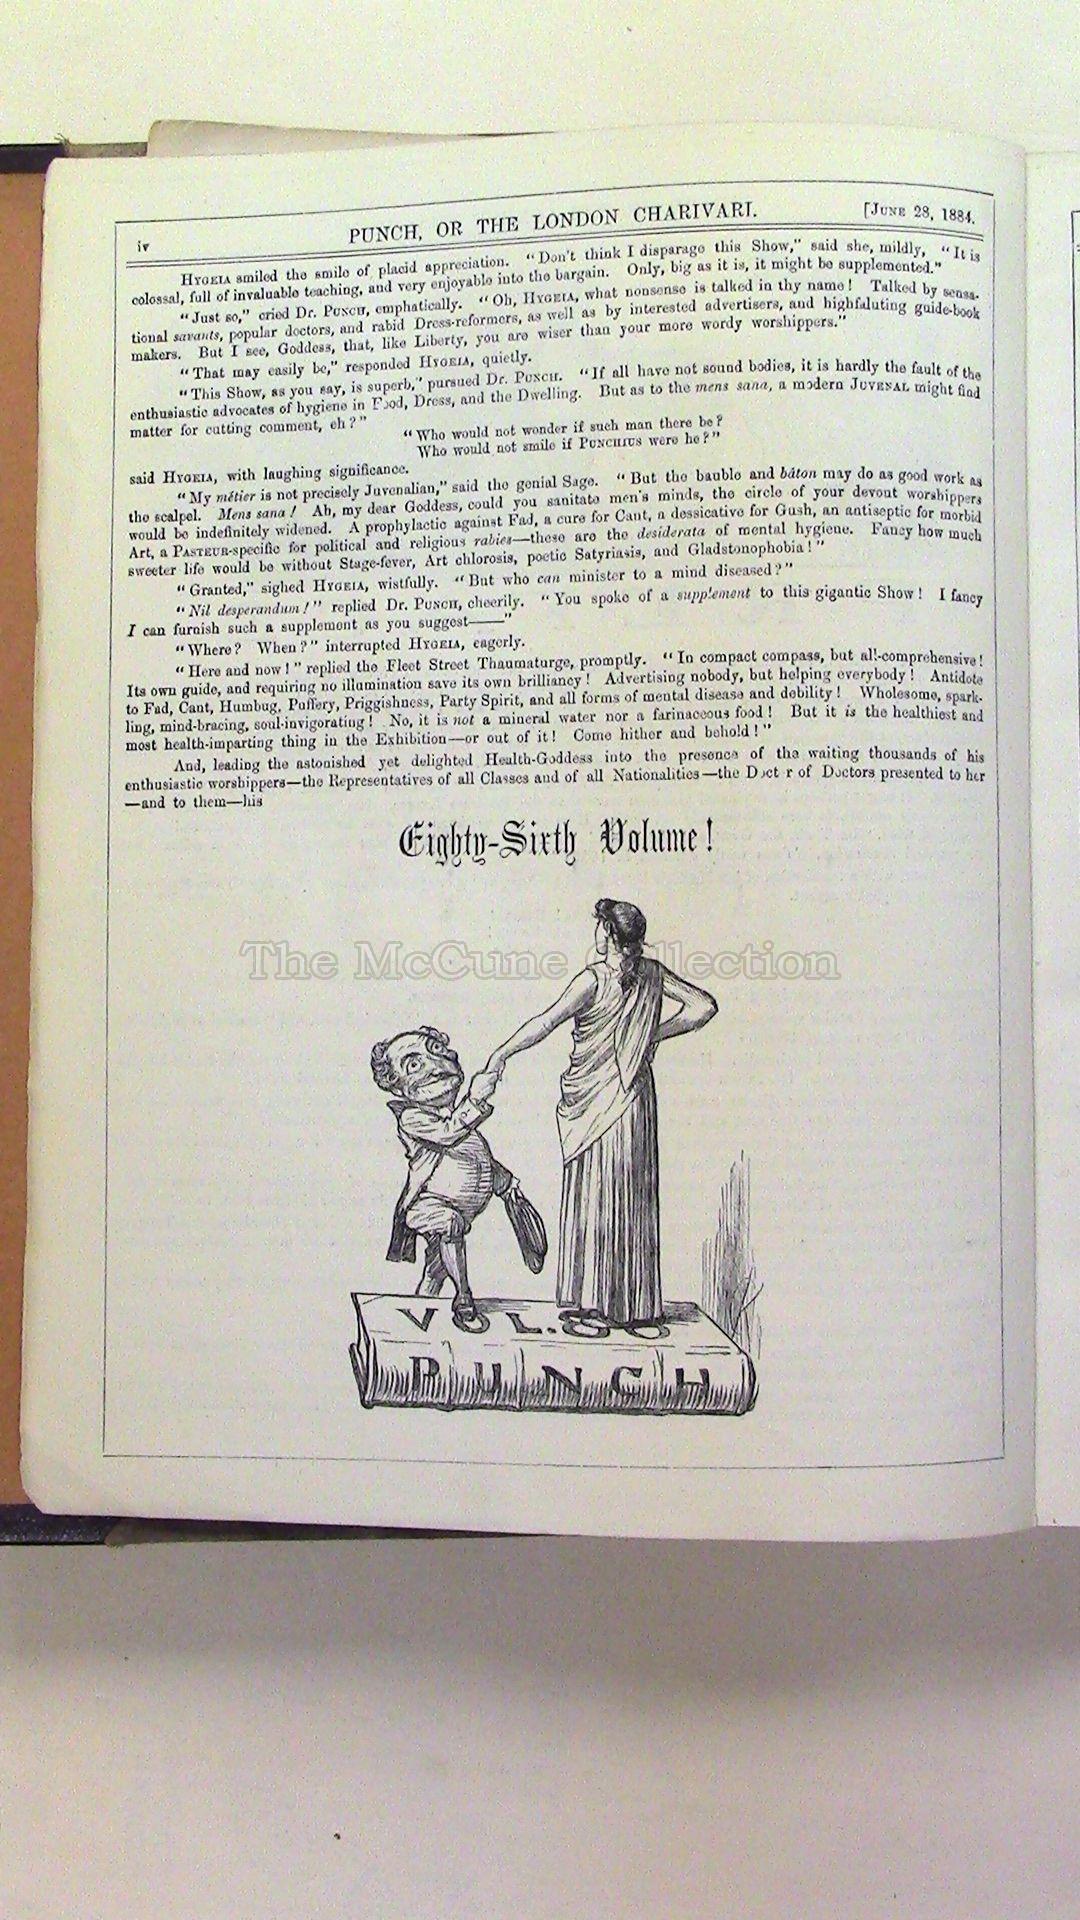 iv
PUNCH, OR THE LONDON CHARIVARI.
[JUNE 28, 1884.
HYGEIA smiled the smile of placid appreciation. "Don't think I disparage this Show," said she, mildly, "It is
colossal, full of invaluable teaching, and very enjoyable into the bargain. Only, big as it is, it might be supplemented."
"Just so," cried Dr. PUNCH, emphatically. "Oh, HYGEIA, what nonsense is talked in thy name! Talked by sensa-
tional savants, popular doctors, and rabid Dress-reformers, as well as by interested advertisers, and highfaluting guide-book
makers. But I see, Goddess, that, like Liberty, you are wiser than your more wordy worshippers."
"That may easily be," responded HYGEIA, quietly.
"This Show, as you say, is superb," pursued Dr. PUNCH. "If all have not sound bodies, it is hardly the fault of the
enthusiastic advocates of hygiene in Food, Dress, and the Dwelling. But as to the mens sana, a modern JUVENAL might find
matter for cutting comment, eh?"
"Who would not wonder if such man there be?
Who would not smile if PUNCHIUS were he?"
said HYGEIA, with laughing significance.
"My métier is not precisely Juvenalian," said the genial Sage. "But the bauble and bâton may do as good work as
the scalpel. Mens sana! Ah, my dear Goddess, could you sanitate men's minds, the circle of your devout worshippers
would be indefinitely widened. A prophylactic against Fad, a cure for Cant, a dessicative for Gush, an antiseptic for morbid
Art, a PASTEUR-specific for political and religious rabies—these are the desiderata of mental hygiene. Fancy how much
sweeter life would be without Stage-fever, Art chlorosis, poetic Satyriasis, and Gladstonophobia!"
"Granted," sighed HYGEIA, wistfully. "But who can minister to a mind diseased?"
"Nil desperandum!" replied Dr. PUNCH, cheerily. "You spoke of a supplement to this gigantic Show! I fancy
I can furnish such a supplement as you suggest——"
"Where? When?" interrupted HYGEIA, eagerly.
"Here and now!" replied the Fleet Street Thaumaturge, promptly. "In compact compass, but all-comprehensive!
Its own guide, and requiring no illumination save its own brilliancy! Advertising nobody, but helping everybody! Antidote
to Fad, Cant, Humbug, Puffery, Priggishness, Party Spirit, and all forms of mental disease and debility! Wholesome, spark-
ling, mind-bracing, soul-invigorating! No, it is not a mineral water nor a farinaceous food! But it is the healthiest and
most health-imparting thing in the Exhibition—or out of it! Come hither and behold!"
And, leading the astonished yet delighted Health-Goddess into the presence of the waiting thousands of his
enthusiastic worshippers—the Representatives of all Classes and of all Nationalities—the Doct r of Doctors presented to her
—and to them—his
Eighty-Sixth Volume!
The McCune Collection
VOL. 86
PUNCH